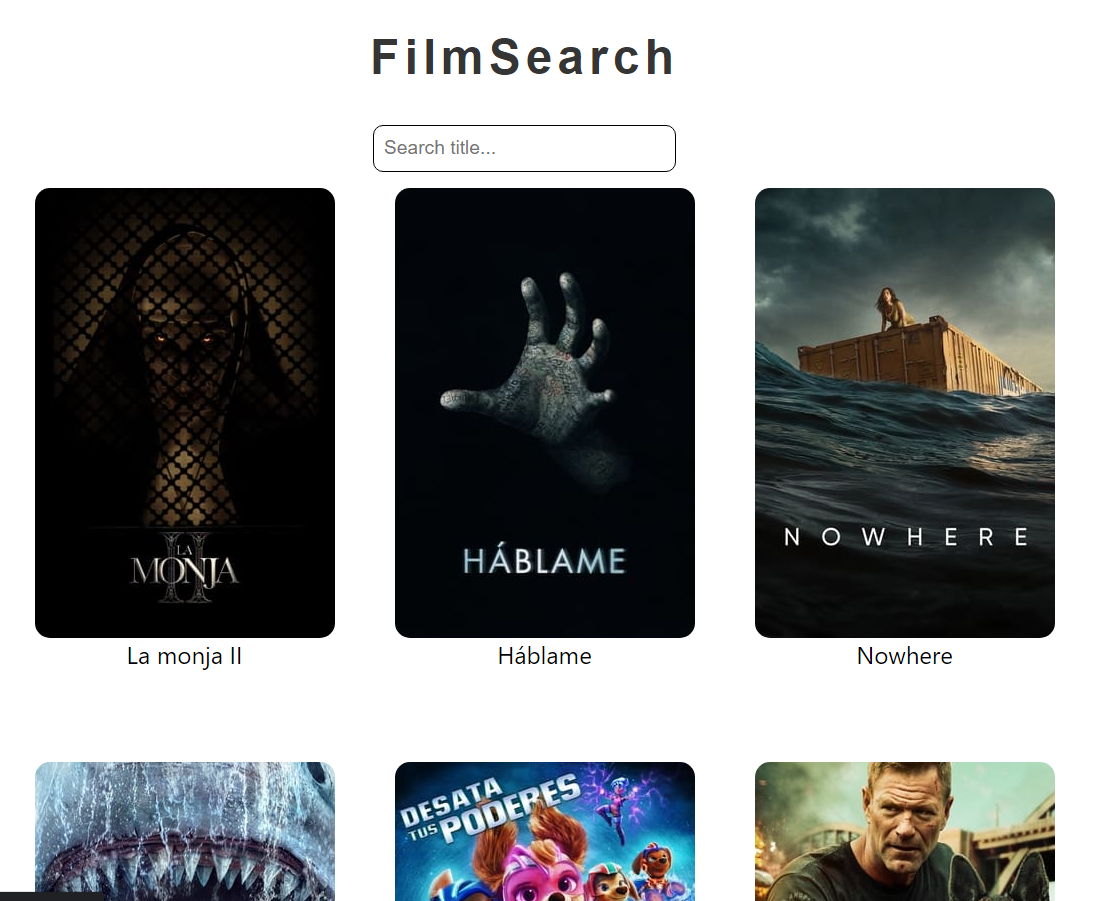 FilmSearch
Search title...
LA
MONJA
II
HÁBLAME
NOWHERE
La monja II
Háblame
Nowhere
DESATA
TUS PODERES